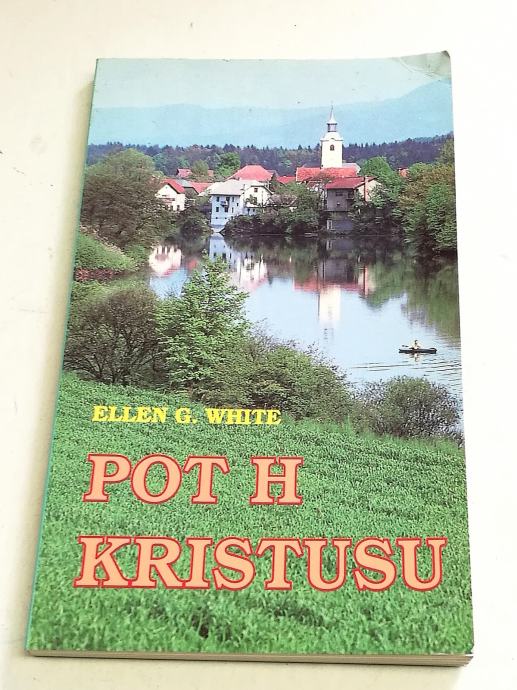 ELLEN G. WHITE
POT H
KRISTUSU